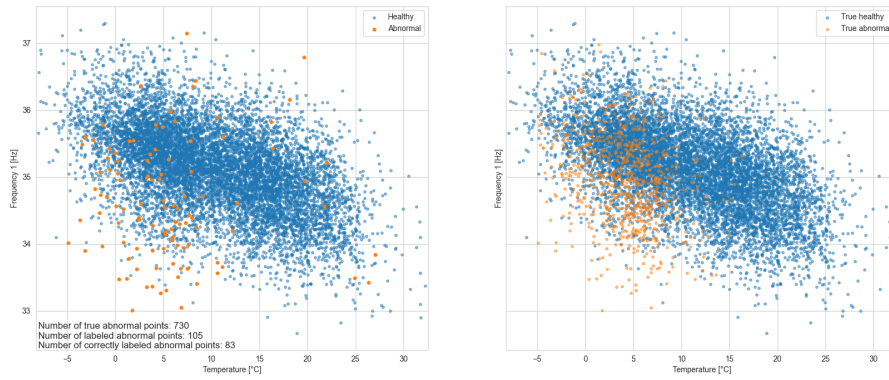 Healthy
Abnormal
37
36
35
34
33
Frequency 1 [Hz]
Number of true abnormal points: 730
Number of labeled abnormal points: 105
Number of correctly labeled abnormal points: 83
−5 0 5 10 15 20 25 30
Temperature [°C]
True healthy
True abnormal
37
36
35
34
33
Frequency 1 [Hz]
−5 0 5 10 15 20 25 30
Temperature [°C]